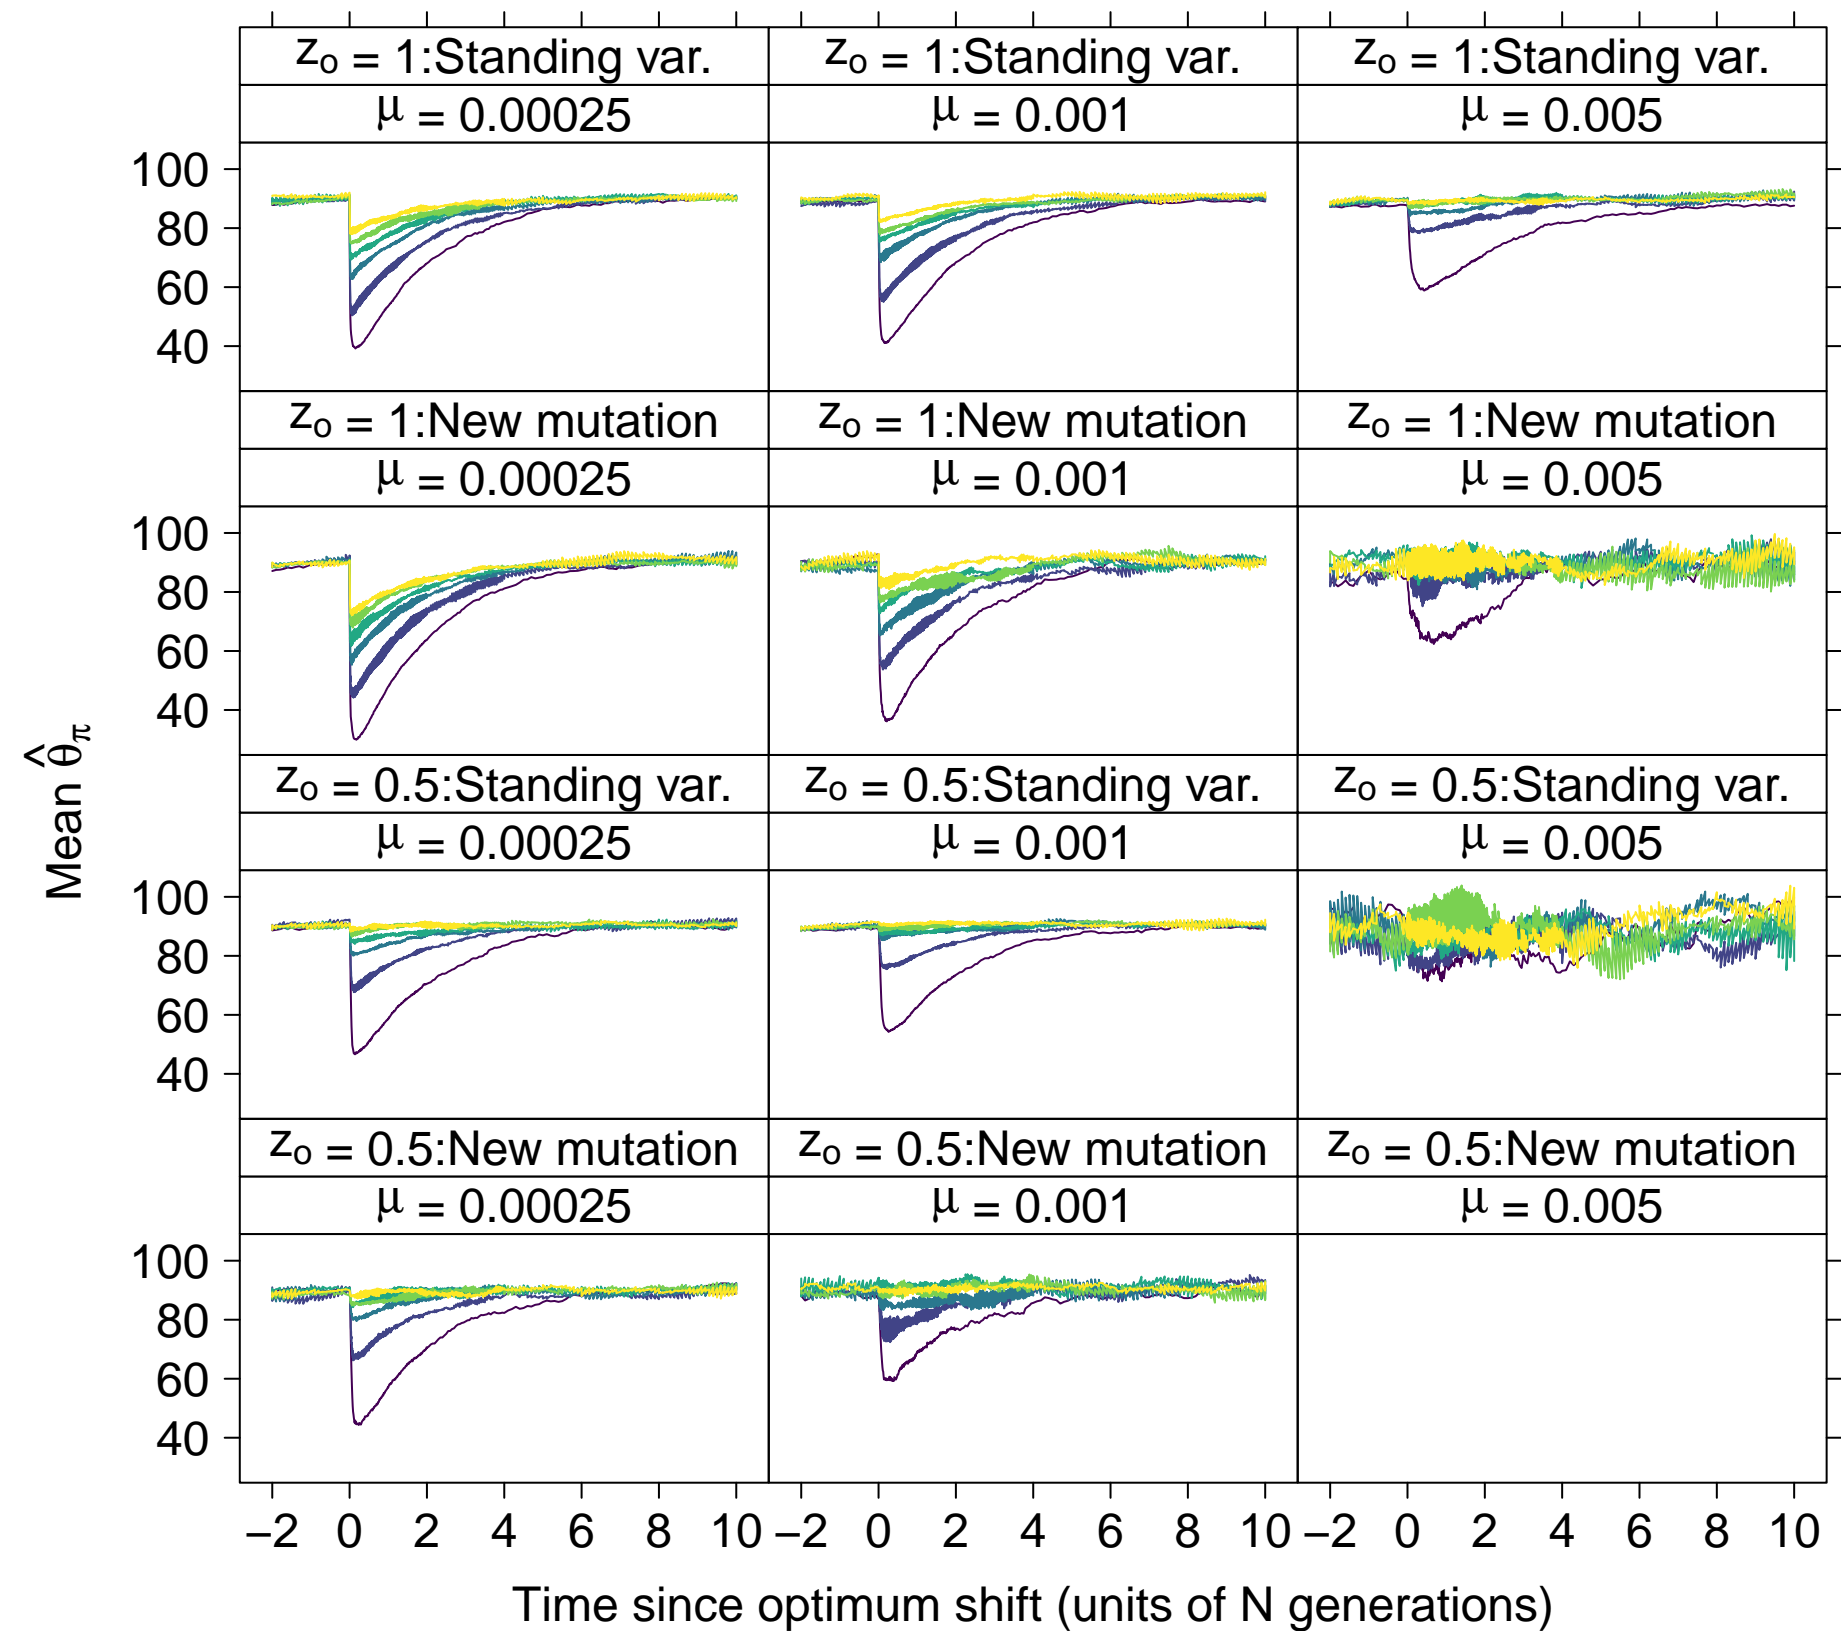 z₀ = 1:Standing var. z₀ = 1:Standing var. z₀ = 1:Standing var.
μ = 0.00025 μ = 0.001 μ = 0.005
100
80
60
40
z₀ = 1:New mutation z₀ = 1:New mutation z₀ = 1:New mutation
μ = 0.00025 μ = 0.001 μ = 0.005
100
80
60
40
Mean θ̂π
z₀ = 0.5:Standing var. z₀ = 0.5:Standing var. z₀ = 0.5:Standing var.
μ = 0.00025 μ = 0.001 μ = 0.005
100
80
60
40
z₀ = 0.5:New mutation z₀ = 0.5:New mutation z₀ = 0.5:New mutation
μ = 0.00025 μ = 0.001 μ = 0.005
100
80
60
40
−2 0 2 4 6 8 10 −2 0 2 4 6 8 10 −2 0 2 4 6 8 10
Time since optimum shift (units of N generations)